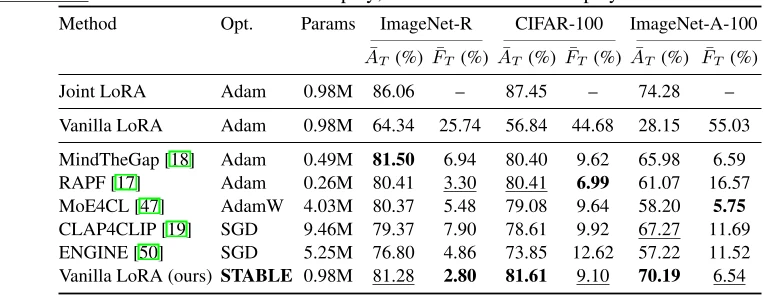 Method Opt. Params ImageNet-R CIFAR-100 ImageNet-A-100
Ā_T (%) F̄_T (%) Ā_T (%) F̄_T (%) Ā_T (%) F̄_T (%)
Joint LoRA Adam 0.98M 86.06 – 87.45 – 74.28 –
Vanilla LoRA Adam 0.98M 64.34 25.74 56.84 44.68 28.15 55.03
MindTheGap [18] Adam 0.49M 81.50 6.94 80.40 9.62 65.98 6.59
RAPF [17] Adam 0.26M 80.41 3.30 80.41 6.99 61.07 16.57
MoE4CL [47] AdamW 4.03M 80.37 5.48 79.08 9.64 58.20 5.75
CLAP4CLIP [19] SGD 9.46M 79.37 7.90 78.61 9.92 67.27 11.69
ENGINE [50] SGD 5.25M 76.80 4.86 73.85 12.62 57.22 11.52
Vanilla LoRA (ours) STABLE 0.98M 81.28 2.80 81.61 9.10 70.19 6.54